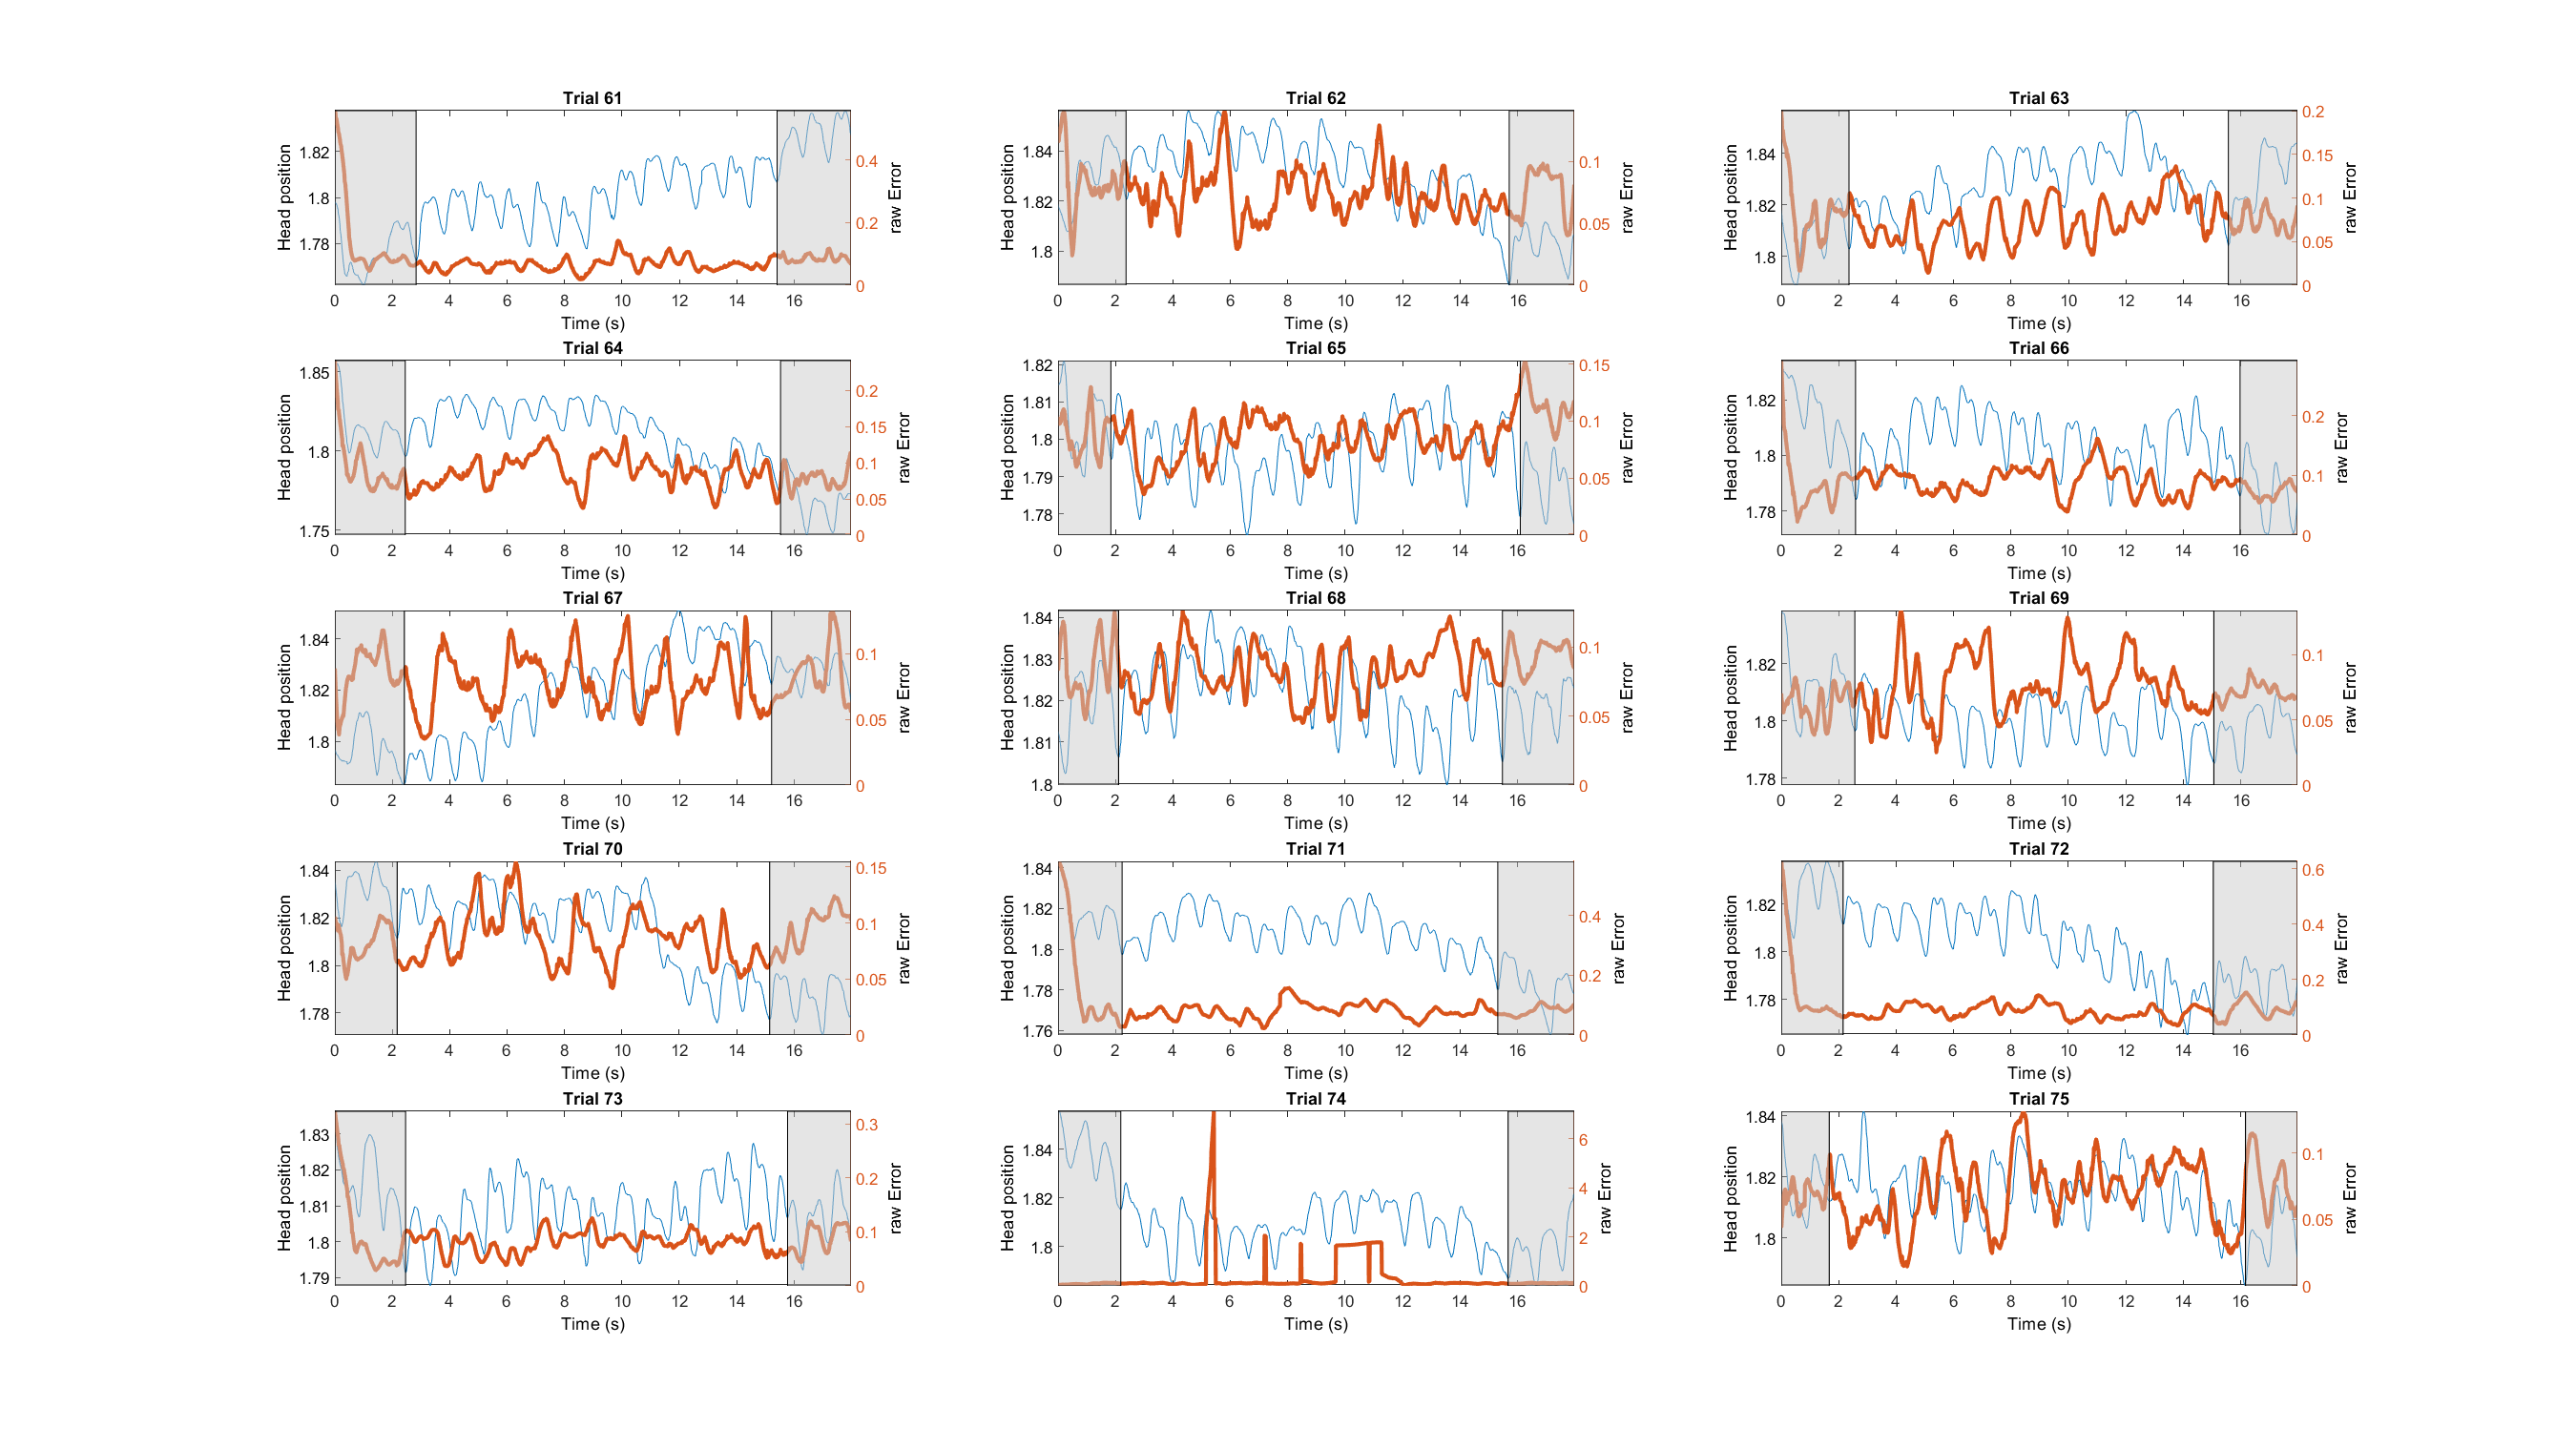 Trial 61
Head position
1.82
1.8
1.78
0.4
0.2
0
raw Error
0 2 4 6 8 10 12 14 16
Time (s)
Trial 62
Head position
1.84
1.82
1.8
0.1
0.05
0
raw Error
0 2 4 6 8 10 12 14 16
Time (s)
Trial 63
Head position
1.84
1.82
1.8
0.2
0.15
0.1
0.05
0
raw Error
0 2 4 6 8 10 12 14 16
Time (s)
Trial 64
Head position
1.85
1.8
1.75
0.2
0.15
0.1
0.05
0
raw Error
0 2 4 6 8 10 12 14 16
Time (s)
Trial 65
Head position
1.82
1.81
1.8
1.79
1.78
0.15
0.1
0.05
0
raw Error
0 2 4 6 8 10 12 14 16
Time (s)
Trial 66
Head position
1.82
1.8
1.78
0.2
0.1
0
raw Error
0 2 4 6 8 10 12 14 16
Time (s)
Trial 67
Head position
1.84
1.82
1.8
0.1
0.05
0
raw Error
0 2 4 6 8 10 12 14 16
Time (s)
Trial 68
Head position
1.84
1.83
1.82
1.81
1.8
0.1
0.05
0
raw Error
0 2 4 6 8 10 12 14 16
Time (s)
Trial 69
Head position
1.82
1.8
1.78
0.1
0.05
0
raw Error
0 2 4 6 8 10 12 14 16
Time (s)
Trial 70
Head position
1.84
1.82
1.8
1.78
0.15
0.1
0.05
0
raw Error
0 2 4 6 8 10 12 14 16
Time (s)
Trial 71
Head position
1.84
1.82
1.8
1.78
1.76
0.4
0.2
0
raw Error
0 2 4 6 8 10 12 14 16
Time (s)
Trial 72
Head position
1.82
1.8
1.78
0.6
0.4
0.2
0
raw Error
0 2 4 6 8 10 12 14 16
Time (s)
Trial 73
Head position
1.83
1.82
1.81
1.8
1.79
0.3
0.2
0.1
0
raw Error
0 2 4 6 8 10 12 14 16
Time (s)
Trial 74
Head position
1.84
1.82
1.8
6
4
2
0
raw Error
0 2 4 6 8 10 12 14 16
Time (s)
Trial 75
Head position
1.84
1.82
1.8
0.1
0.05
0
raw Error
0 2 4 6 8 10 12 14 16
Time (s)